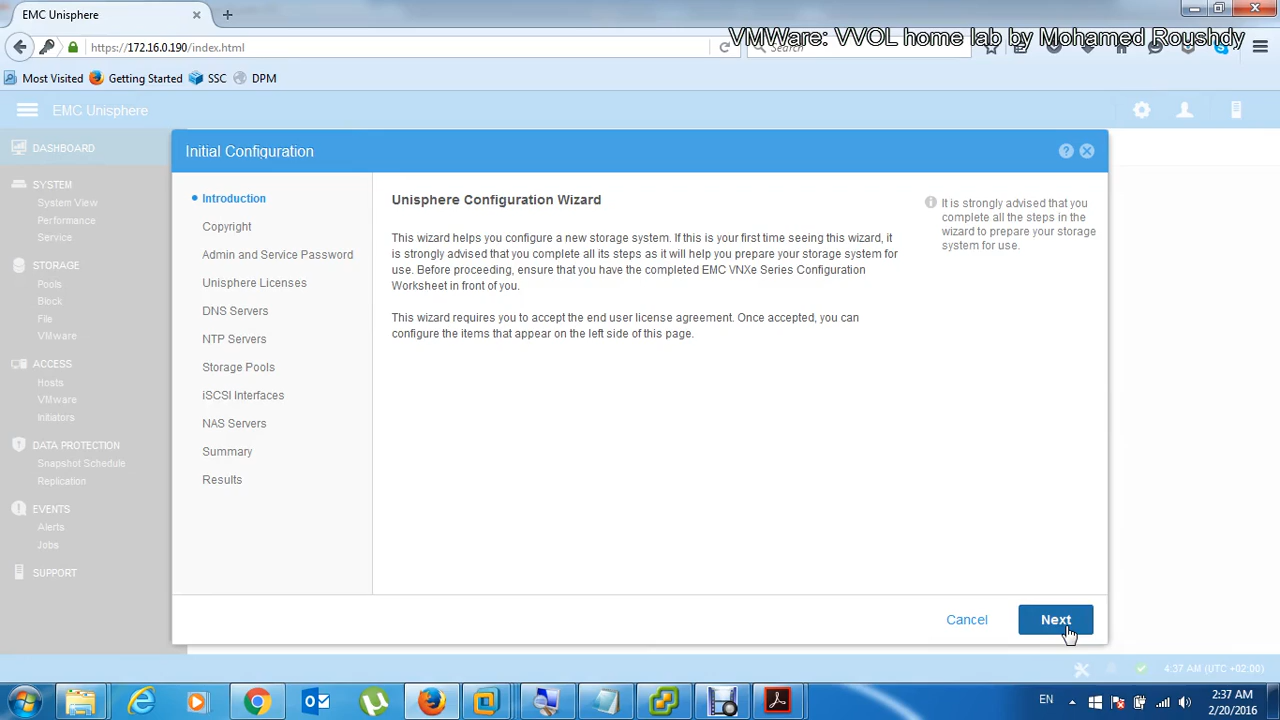 EMC Unisphere
VMWare: VVOL home lab by Mohamed Royshdy
https://172.16.0.190/index.html
Search
Most Visited Getting Started SSC DPM
EMC Unisphere
DASHBOARD
SYSTEM
System View
Performance
Service
STORAGE
Pools
Block
File
VMware
ACCESS
Hosts
VMware
Initiators
DATA PROTECTION
Snapshot Schedule
Replication
EVENTS
Alerts
Jobs
SUPPORT
Initial Configuration
Introduction
Copyright
Admin and Service Password
Unisphere Licenses
DNS Servers
NTP Servers
Storage Pools
iSCSI Interfaces
NAS Servers
Summary
Results
Unisphere Configuration Wizard
This wizard helps you configure a new storage system. If this is your first time seeing this wizard, it
is strongly advised that you complete all its steps as it will help you prepare your storage system for
use. Before proceeding, ensure that you have the completed EMC VNXe Series Configuration
Worksheet in front of you.
This wizard requires you to accept the end user license agreement. Once accepted, you can
configure the items that appear on the left side of this page.
It is strongly advised that you
complete all the steps in the
wizard to prepare your storage
system for use.
Cancel
Next
4:37 AM (UTC +02:00)
EN
2:37 AM
2/20/2016